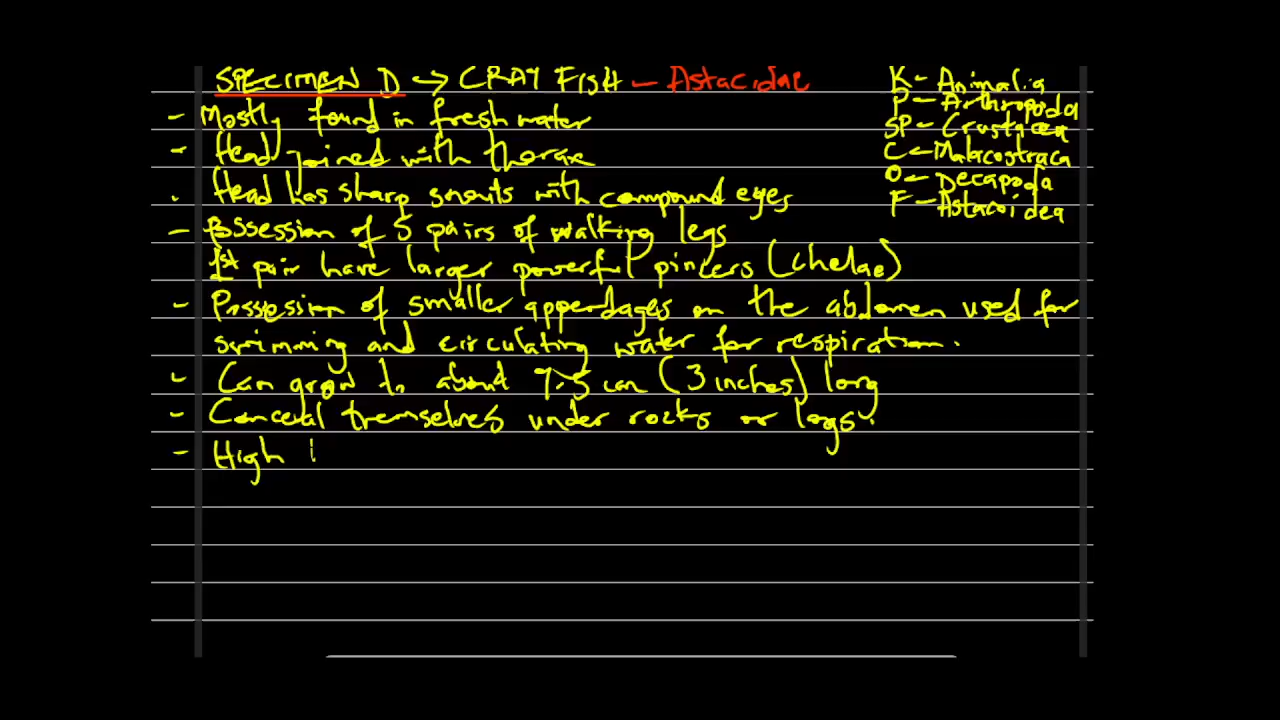 SPECIMEN D → CRAY FISH - Astacidae
K- Animalia
P- Arthropoda
SP- Crustacea
C- Malacostraca
O- Decapoda
F- Astacoidea
- Mostly found in fresh water
- Head joined with thorax
- Head has sharp snouts with compound eyes
- Possession of 5 pairs of walking legs
1st pair have larger powerful pincers (chelae)
- Possession of smaller appendages on the abdomen used for
swimming and circulating water for respiration.
- Can grow to about 7.5 cm (3 inches) long
- Conceal themselves under rocks or logs.
- High